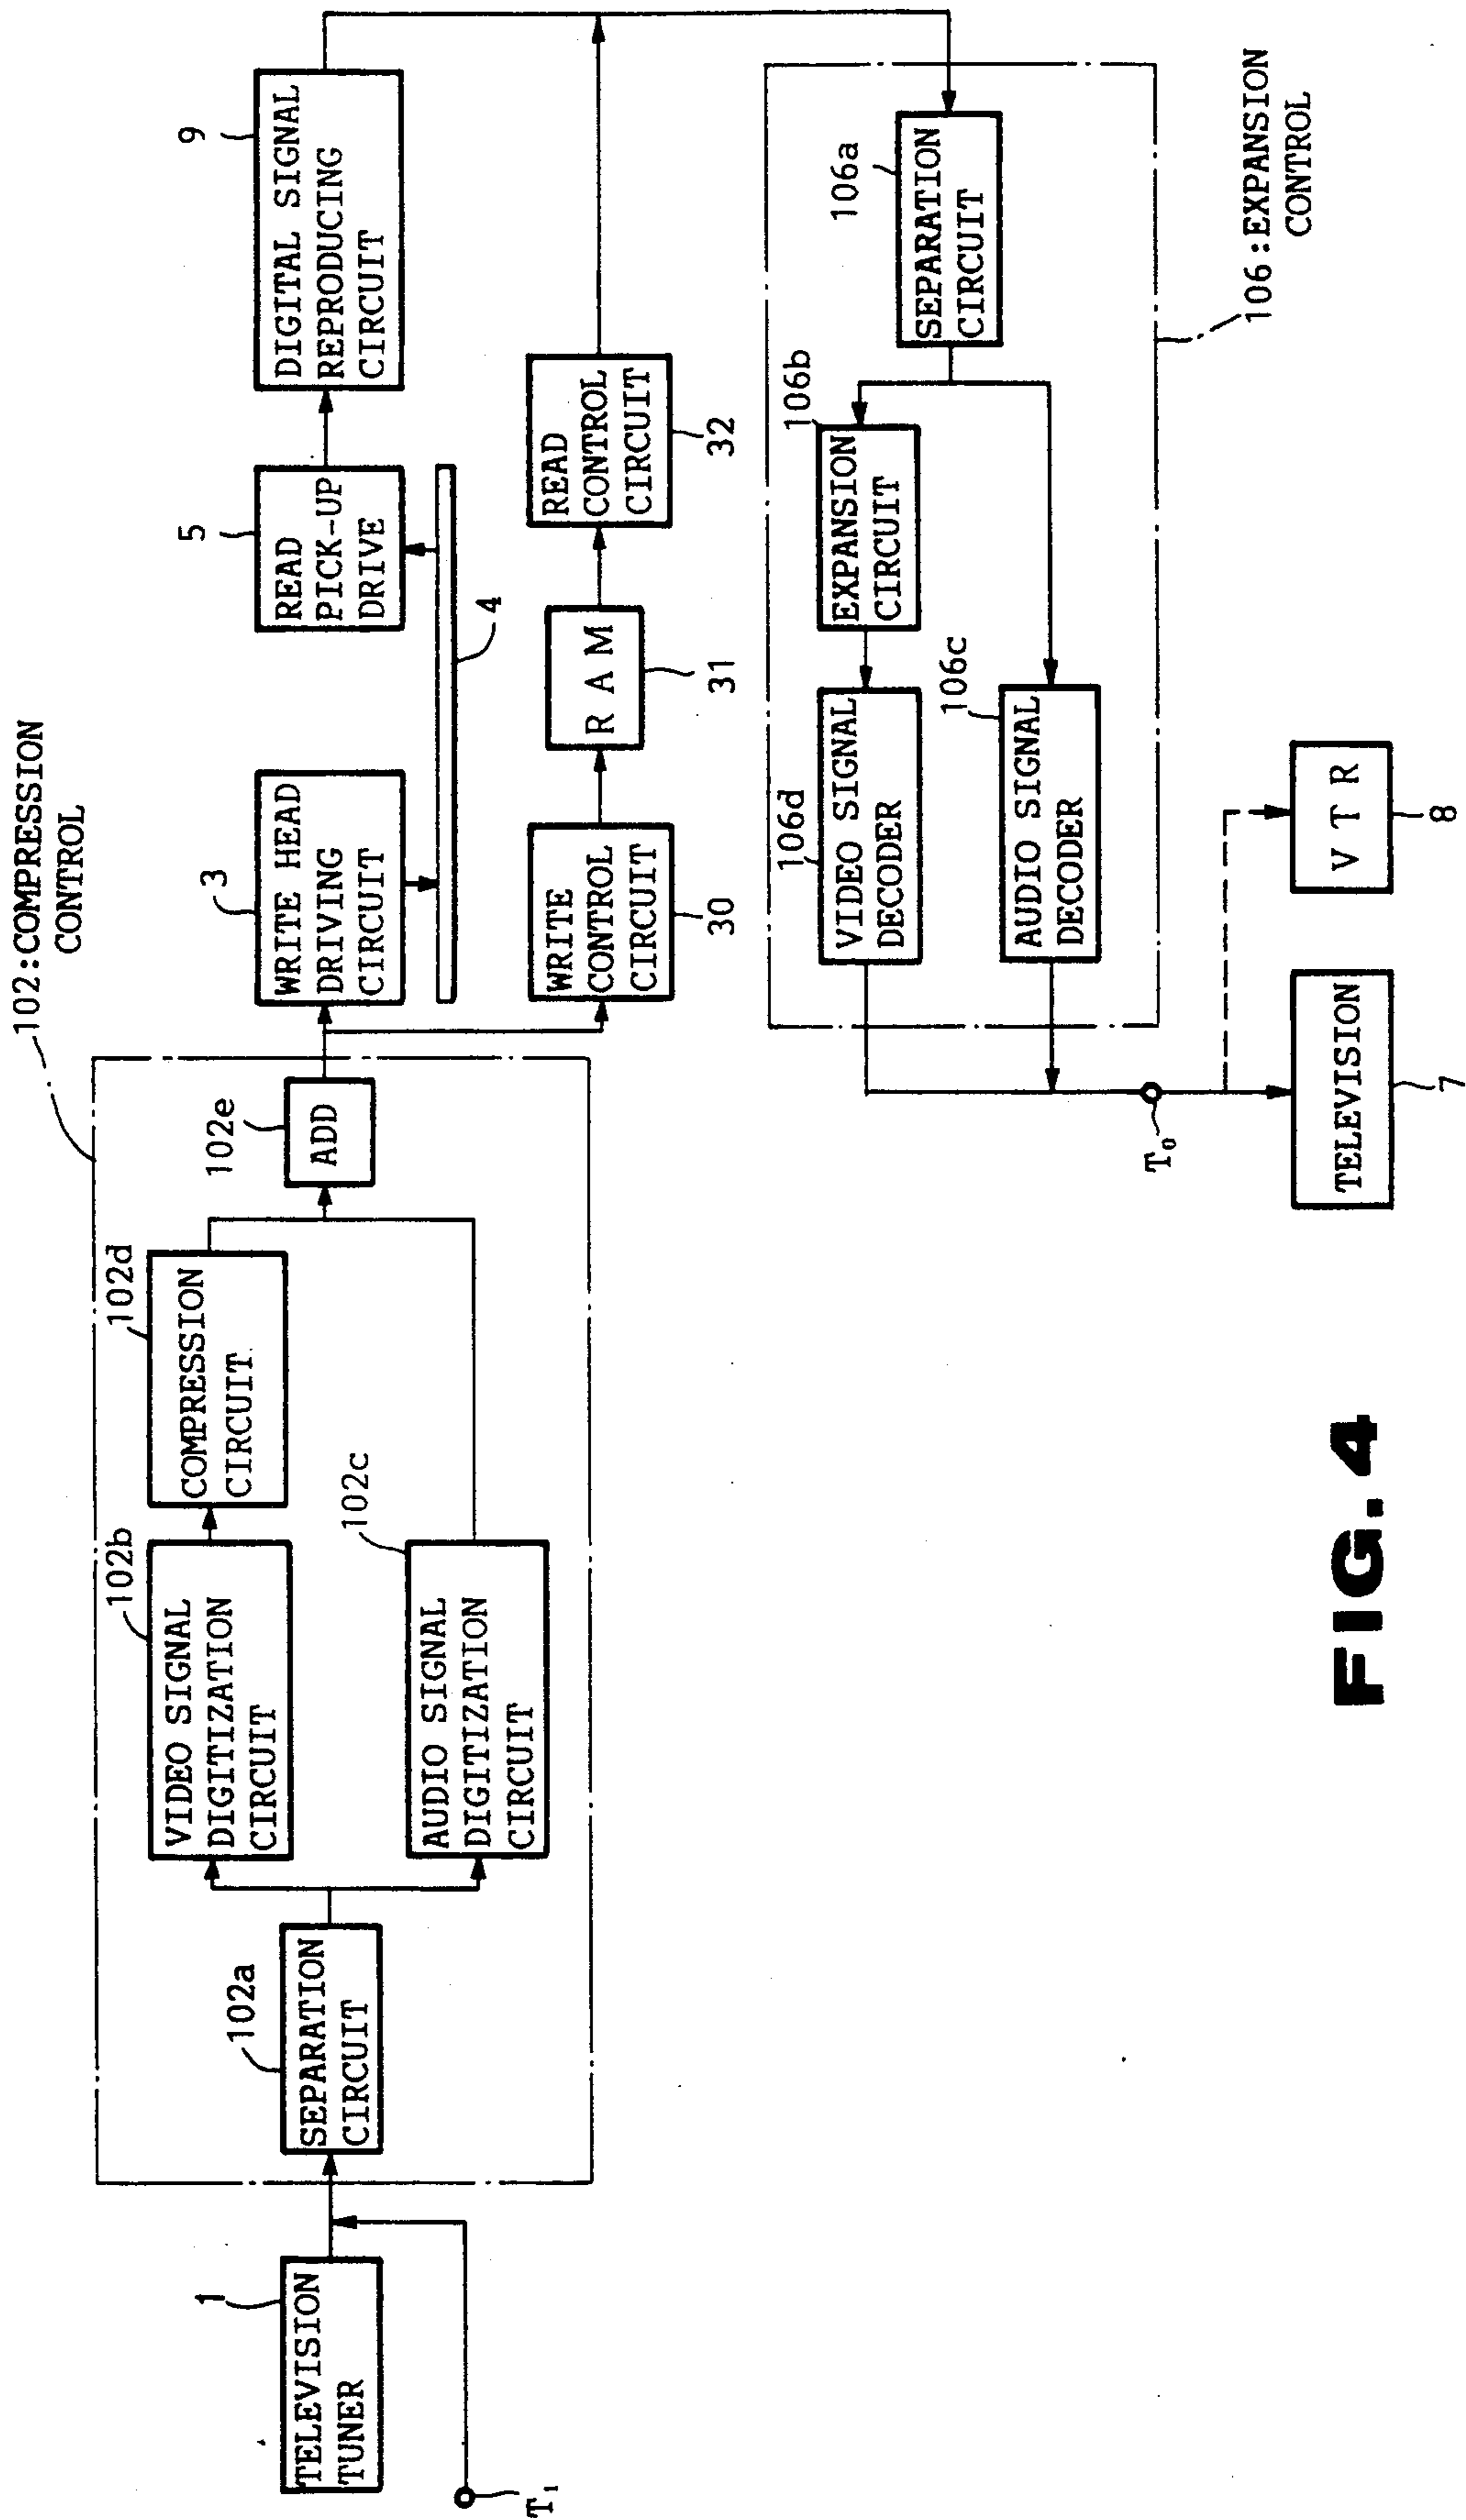 102:COMPRESSION
CONTROL
1
TELEVISION
TUNER
T1
102a
SEPARATION
CIRCUIT
102b
VIDEO SIGNAL
DIGITIZATION
CIRCUIT
102c
AUDIO SIGNAL
DIGITIZATION
CIRCUIT
102d
COMPRESSION
CIRCUIT
102e
ADD
3
WRITE HEAD
DRIVING
CIRCUIT
4
5
READ
PICK-UP
DRIVE
9
DIGITAL SIGNAL
REPRODUCING
CIRCUIT
WRITE
CONTROL
CIRCUIT
30
RAM
31
READ
CONTROL
CIRCUIT
32
106a
SEPARATION
CIRCUIT
106b
EXPANSION
CIRCUIT
106d
VIDEO SIGNAL
DECODER
106c
AUDIO SIGNAL
DECODER
106:EXPANSION
CONTROL
T0
TELEVISION
7
VTR
8
FIG. 4